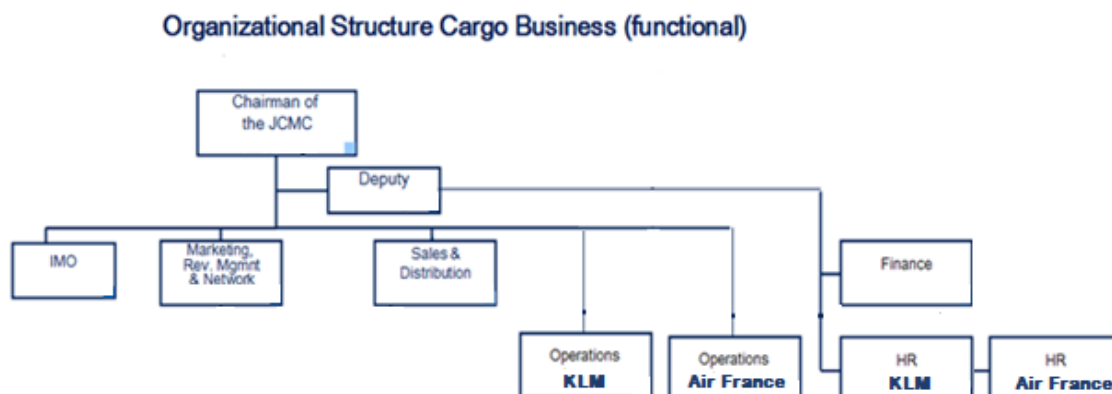 Organizational Structure Cargo Business (functional)
Chairman of
the JCMC
Deputy
IMO
Marketing,
Rev. Mgmnt
& Network
Sales &
Distribution
Finance
Operations
KLM
Operations
Air France
HR
KLM
HR
Air France